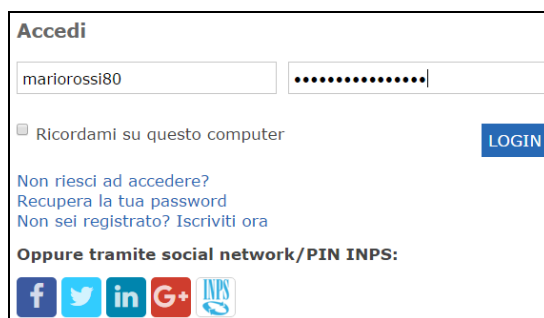 Accedi
mariorossi80 ••••••••••••••••
Ricordami su questo computer
LOGIN
Non riesci ad accedere?
Recupera la tua password
Non sei registrato? Iscriviti ora
Oppure tramite social network/PIN INPS:
f in G+ INPS